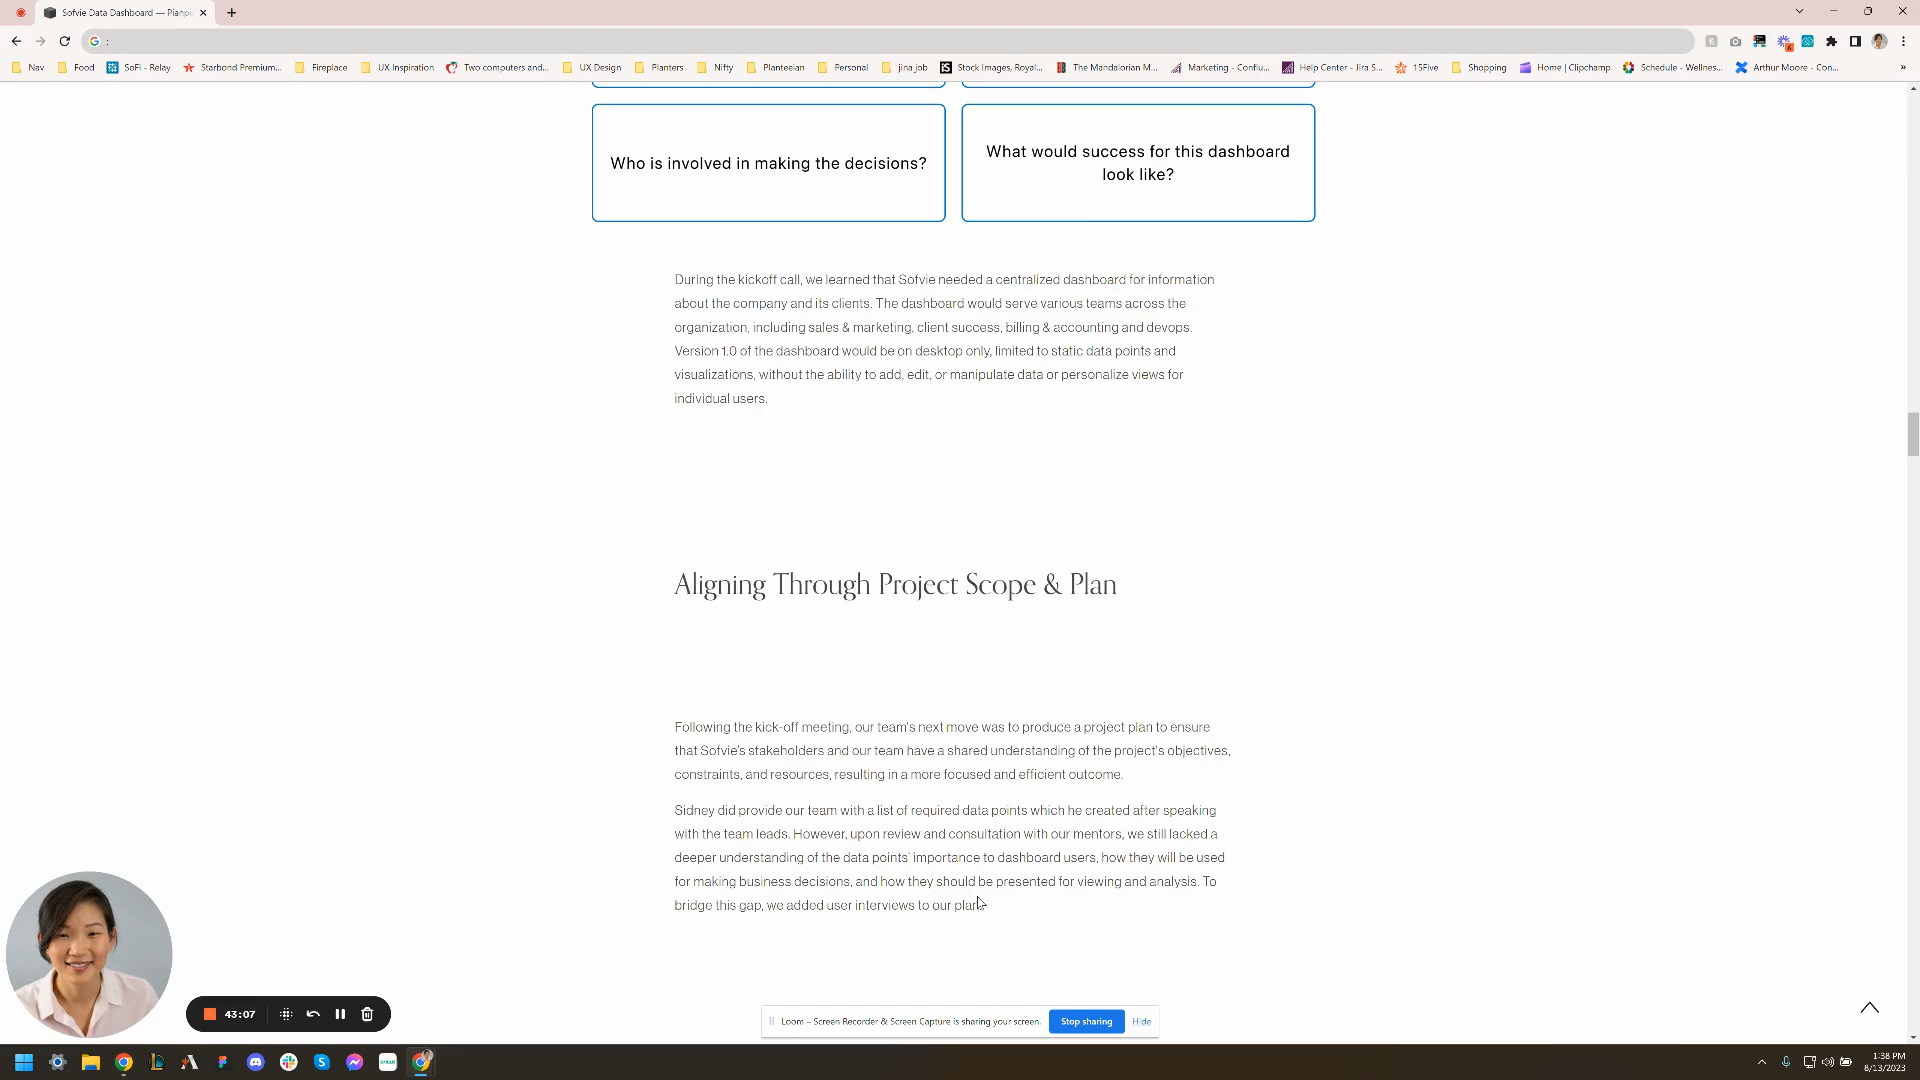 Sofvie Data Dashboard — Pianpi
:
Nav
Food
SoFi - Relay
Starbond Premium...
Fireplace
UX Inspiration
Two computers and...
UX Design
Planters
Nifty
Planteeian
Personal
jina job
Stock Images, Royal...
The Mandalorian M...
Marketing - Conflu...
Help Center - Jira S...
15Five
Shopping
Home | Clipchamp
Schedule - Wellnes...
Arthur Moore - Con...
»
Who is involved in making the decisions?
What would success for this dashboard
look like?
During the kickoff call, we learned that Sofvie needed a centralized dashboard for information
about the company and its clients. The dashboard would serve various teams across the
organization, including sales & marketing, client success, billing & accounting and devops.
Version 1.0 of the dashboard would be on desktop only, limited to static data points and
visualizations, without the ability to add, edit, or manipulate data or personalize views for
individual users.
Aligning Through Project Scope & Plan
Following the kick-off meeting, our team's next move was to produce a project plan to ensure
that Sofvie's stakeholders and our team have a shared understanding of the project's objectives,
constraints, and resources, resulting in a more focused and efficient outcome.
Sidney did provide our team with a list of required data points which he created after speaking
with the team leads. However, upon review and consultation with our mentors, we still lacked a
deeper understanding of the data points' importance to dashboard users, how they will be used
for making business decisions, and how they should be presented for viewing and analysis. To
bridge this gap, we added user interviews to our plan.
43:07
Loom – Screen Recorder & Screen Capture is sharing your screen.
Stop sharing
Hide
1:38 PM
8/13/2023